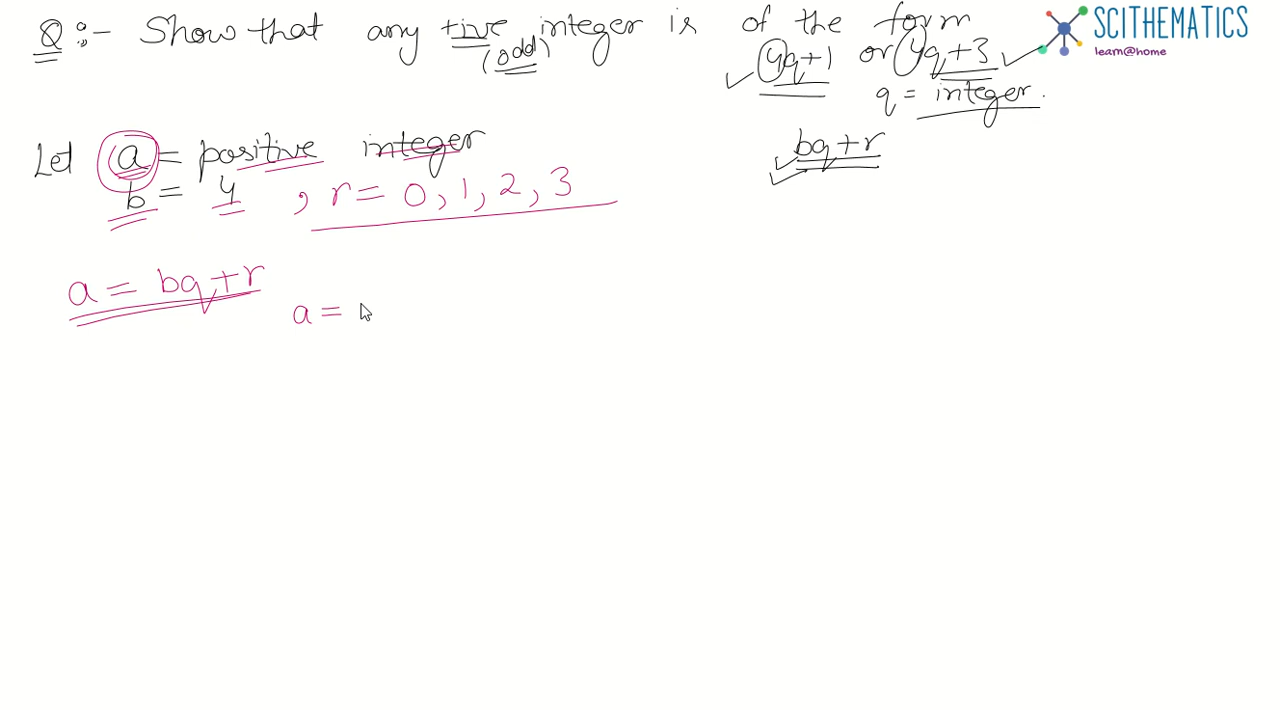 Q :- Show that any +ive integer is of the form
(odd)
4q+1 or 4q+3
q = integer.
SCITHEMATICS
learn@home
Let a = positive integer
bq+r
b = 4 , r = 0, 1, 2, 3
a = bq+r
a =